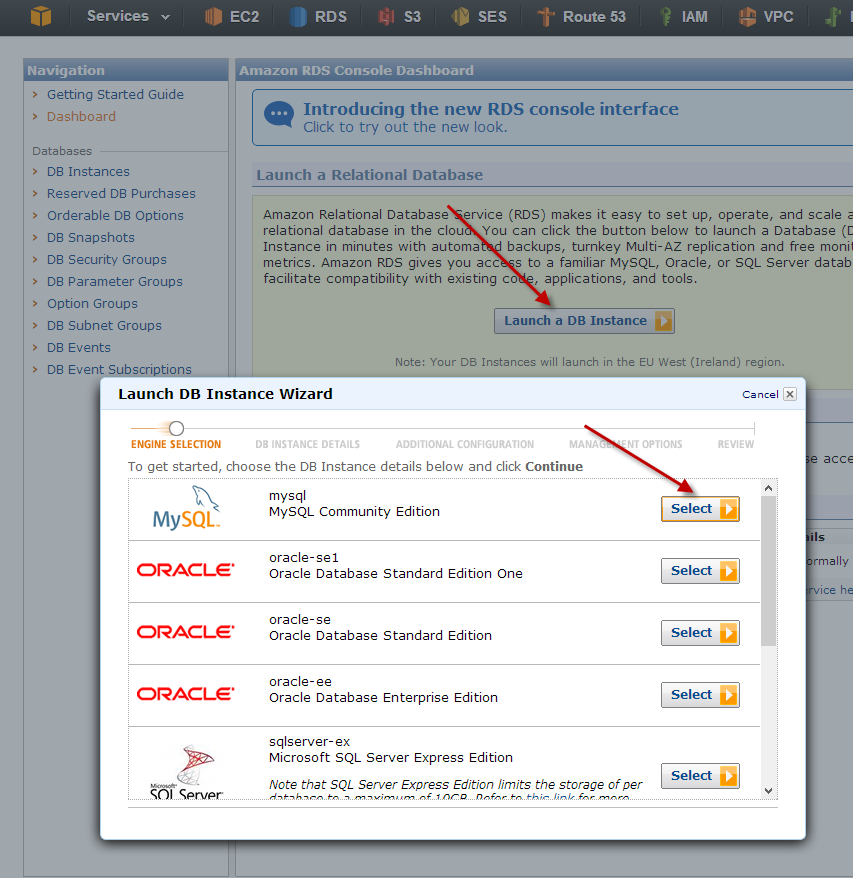 Services EC2 RDS S3 SES Route 53 IAM VPC
Navigation
Getting Started Guide
Dashboard
Databases
DB Instances
Reserved DB Purchases
Orderable DB Options
DB Snapshots
DB Security Groups
DB Parameter Groups
Option Groups
DB Subnet Groups
DB Events
DB Event Subscriptions
Amazon RDS Console Dashboard
Introducing the new RDS console interface
Click to try out the new look.
Launch a Relational Database
Amazon Relational Database Service (RDS) makes it easy to set up, operate, and scale a
relational database in the cloud. You can click the button below to launch a Database (D
Instance in minutes with automated backups, turnkey Multi-AZ replication and free moni
metrics. Amazon RDS gives you access to a familiar MySQL, Oracle, or SQL Server datab
facilitate compatibility with existing code, applications, and tools.
Launch a DB Instance
Note: Your DB Instances will launch in the EU West (Ireland) region.
Launch DB Instance Wizard
Cancel
ENGINE SELECTION DB INSTANCE DETAILS ADDITIONAL CONFIGURATION MANAGEMENT OPTIONS REVIEW
To get started, choose the DB Instance details below and click Continue
MySQL
mysql
MySQL Community Edition
Select
ORACLE
oracle-se1
Oracle Database Standard Edition One
Select
ORACLE
oracle-se
Oracle Database Standard Edition
Select
ORACLE
oracle-ee
Oracle Database Enterprise Edition
Select
Microsoft
SQL Server
sqlserver-ex
Microsoft SQL Server Express Edition
Note that SQL Server Express Edition limits the storage of per
database to a maximum of 10GB. Refer to this link for more
Select
se acce
ils
ormally
rvice he